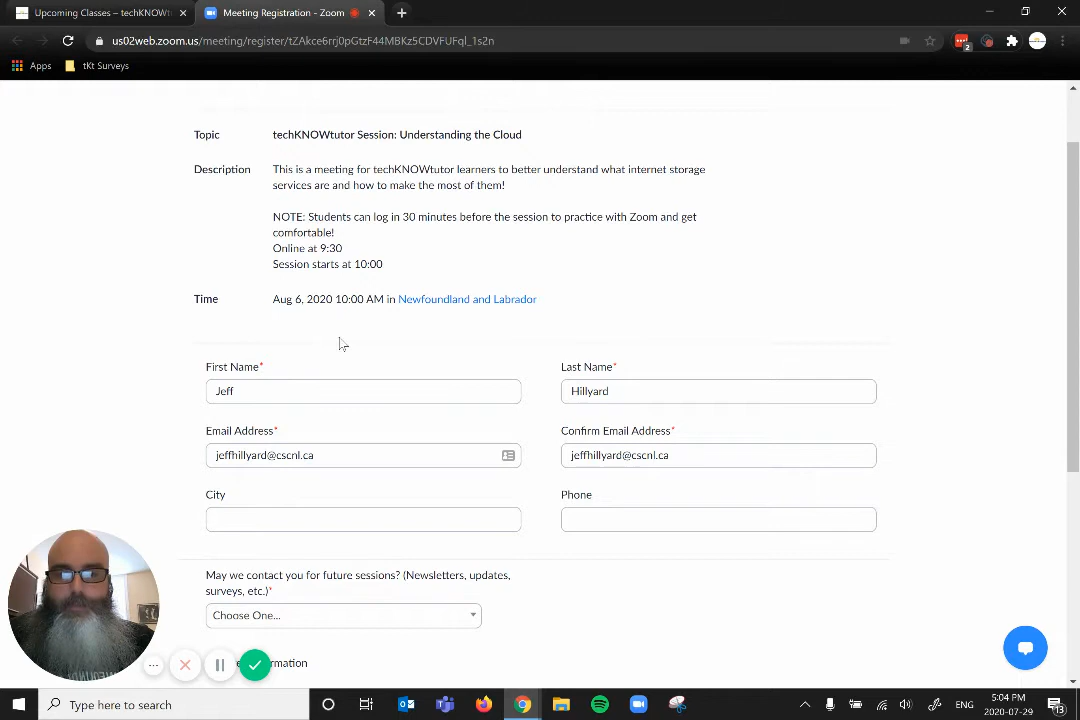 Upcoming Classes – techKNOWt
Meeting Registration - Zoom
us02web.zoom.us/meeting/register/tZAkce6rrj0pGtzF44MBKz5CDVFUFql_1s2n
2
Apps
tKt Surveys
Topic
techKNOWtutor Session: Understanding the Cloud
Description
This is a meeting for techKNOWtutor learners to better understand what internet storage
services are and how to make the most of them!
NOTE: Students can log in 30 minutes before the session to practice with Zoom and get
comfortable!
Online at 9:30
Session starts at 10:00
Time
Aug 6, 2020 10:00 AM in Newfoundland and Labrador
First Name*
Last Name*
Jeff
Hillyard
Email Address*
Confirm Email Address*
jeffhillyard@cscnl.ca
jeffhillyard@cscnl.ca
City
Phone
May we contact you for future sessions? (Newsletters, updates,
surveys, etc.)*
Choose One...
mation
Type here to search
ENG
5:04 PM
2020-07-29
13